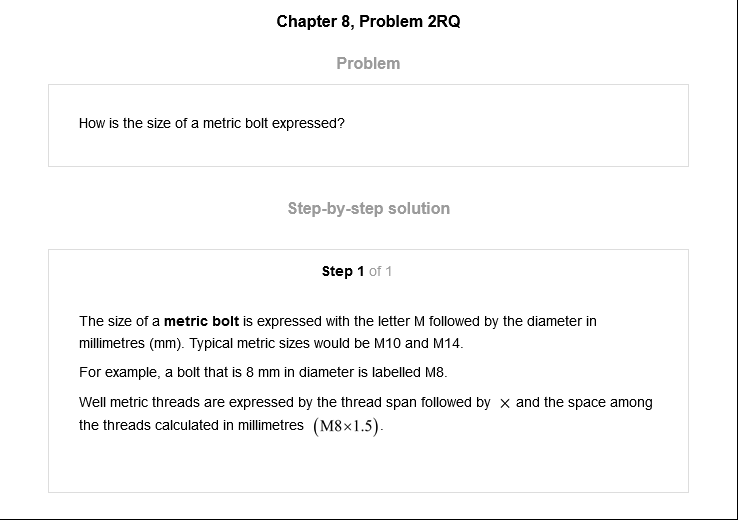 Chapter 8, Problem 2RQ
Problem
How is the size of a metric bolt expressed?
Step-by-step solution
Step 1 of 1
The size of a metric bolt is expressed with the letter M followed by the diameter in
millimetres (mm). Typical metric sizes would be M10 and M14.
For example, a bolt that is 8 mm in diameter is labelled M8.
Well metric threads are expressed by the thread span followed by × and the space among
the threads calculated in millimetres (M8×1.5).